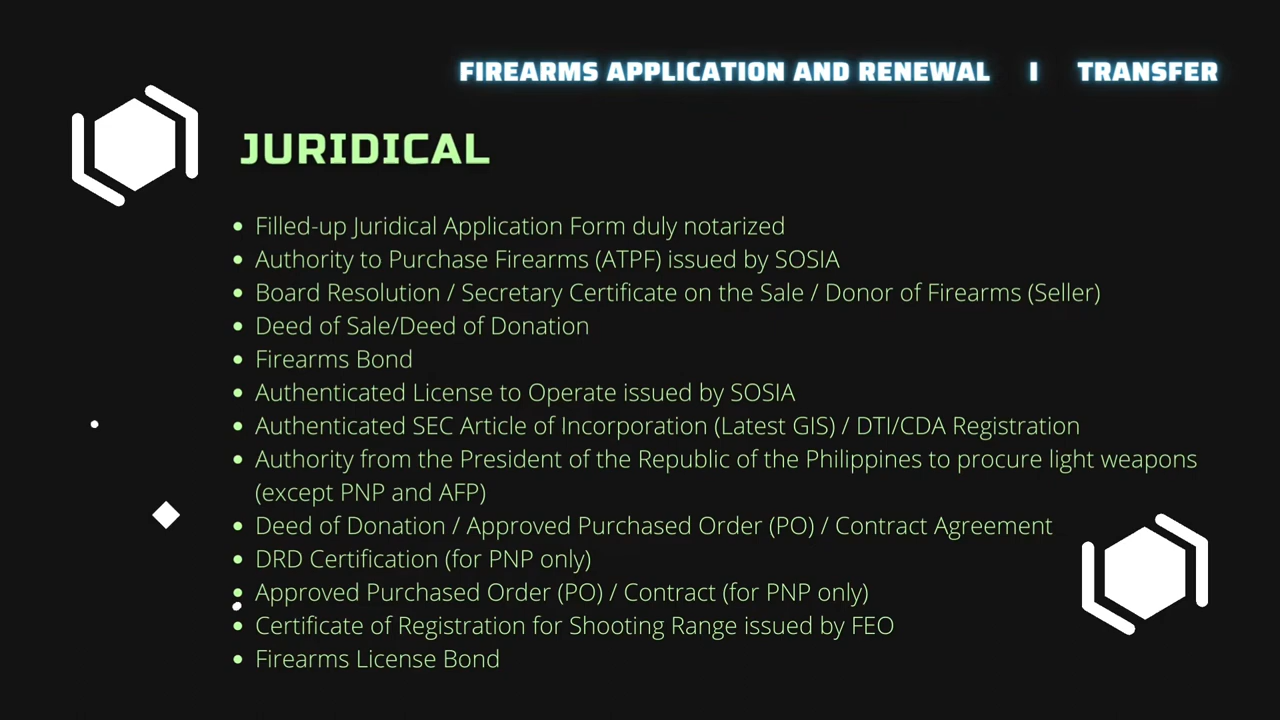 FIREARMS APPLICATION AND RENEWAL I TRANSFER
JURIDICAL
• Filled-up Juridical Application Form duly notarized
• Authority to Purchase Firearms (ATPF) issued by SOSIA
• Board Resolution / Secretary Certificate on the Sale / Donor of Firearms (Seller)
• Deed of Sale/Deed of Donation
• Firearms Bond
• Authenticated License to Operate issued by SOSIA
• Authenticated SEC Article of Incorporation (Latest GIS) / DTI/CDA Registration
• Authority from the President of the Republic of the Philippines to procure light weapons
(except PNP and AFP)
• Deed of Donation / Approved Purchased Order (PO) / Contract Agreement
• DRD Certification (for PNP only)
• Approved Purchased Order (PO) / Contract (for PNP only)
• Certificate of Registration for Shooting Range issued by FEO
• Firearms License Bond